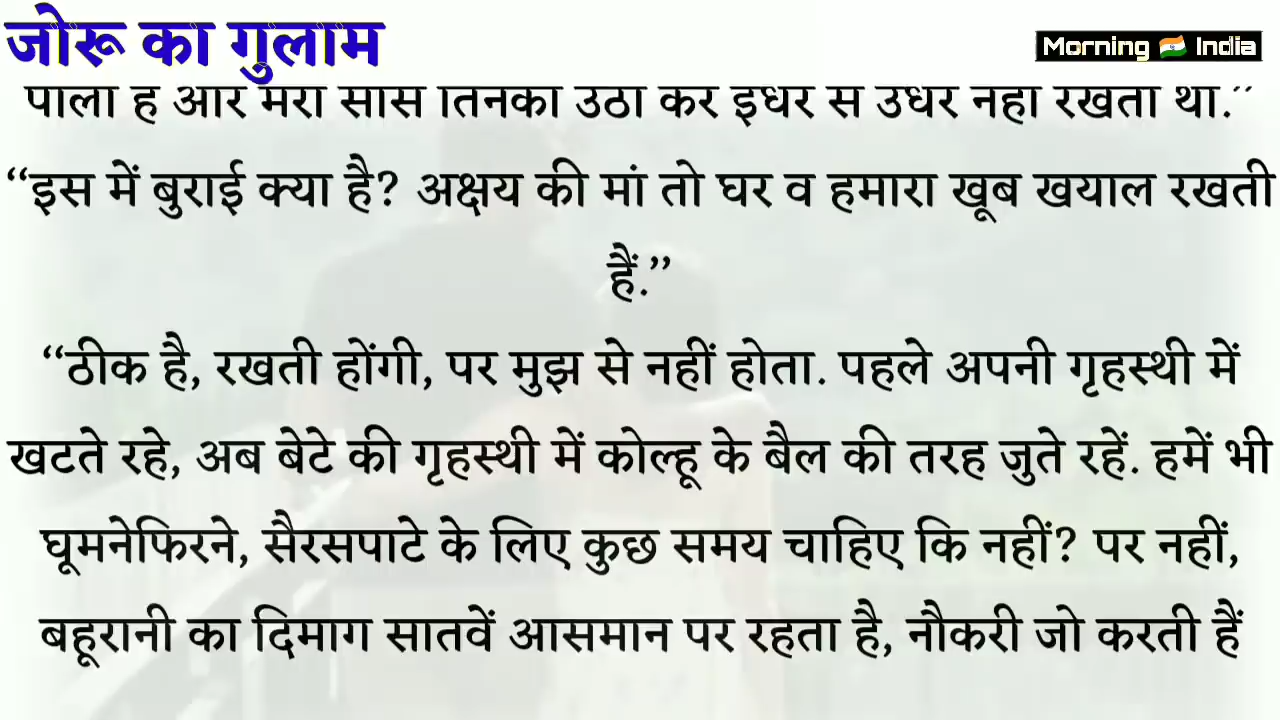 जोरू का गुलाम
Morning India
पाला है और मेरी सास तिनका उठा कर इधर से उधर नहीं रखती थीं.”
“इस में बुराई क्या है? अक्षय की मां तो घर व हमारा खूब खयाल रखती
हैं.”
“ठीक है, रखती होंगी, पर मुझ से नहीं होता. पहले अपनी गृहस्थी में
खटते रहे, अब बेटे की गृहस्थी में कोल्हू के बैल की तरह जुते रहें. हमें भी
घूमनेफिरने, सैरसपाटे के लिए कुछ समय चाहिए कि नहीं? पर नहीं,
बहूरानी का दिमाग सातवें आसमान पर रहता है, नौकरी जो करती हैं